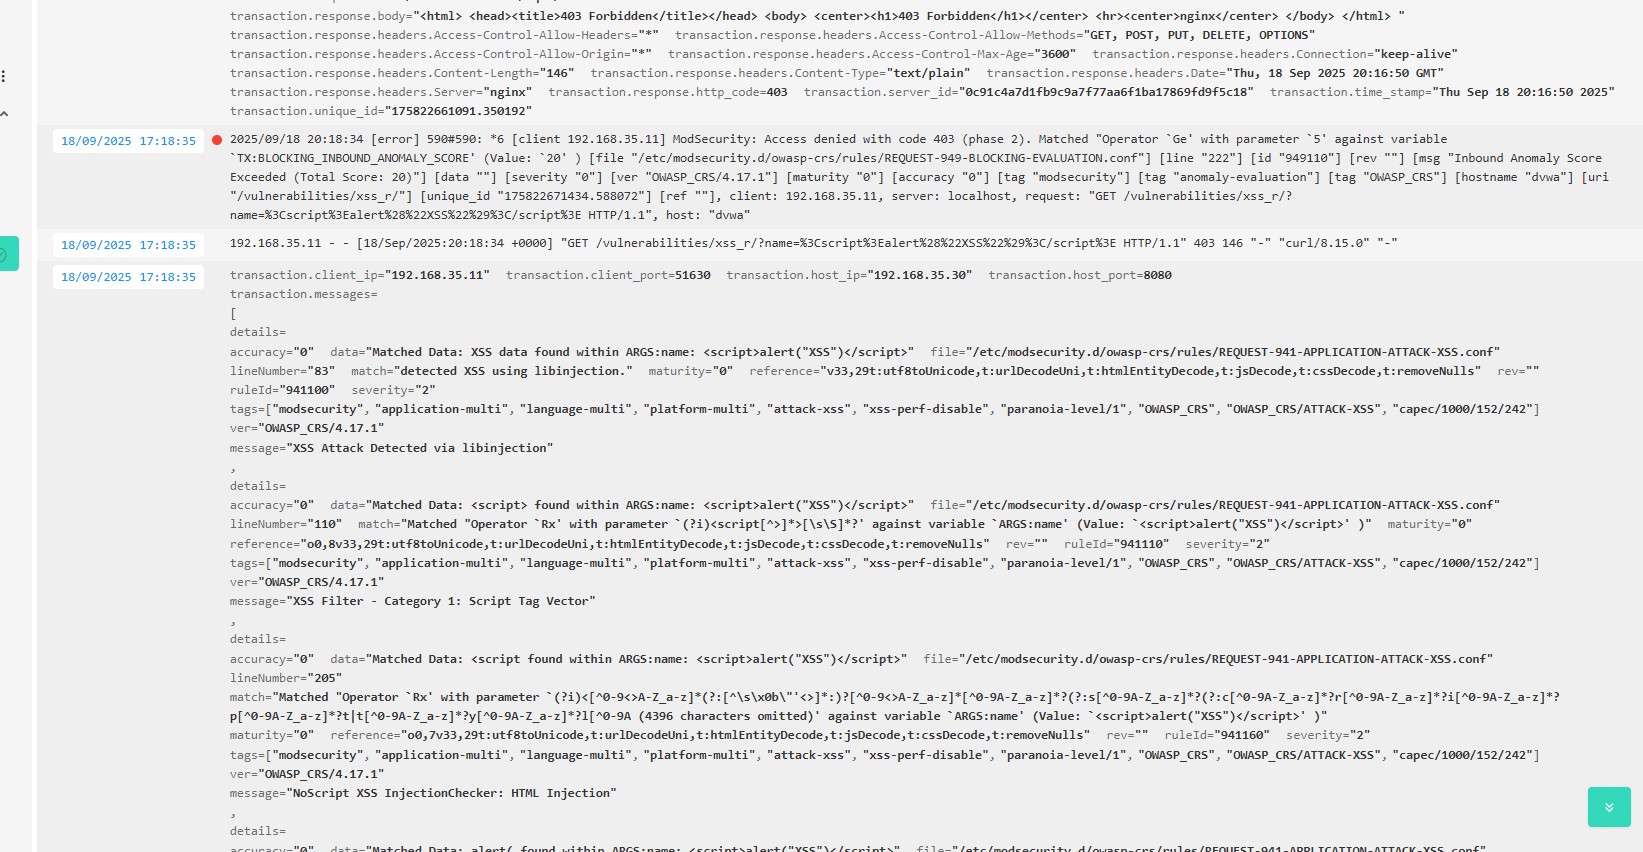 transaction.response.body="<html> <head><title>403 Forbidden</title></head> <body> <center><h1>403 Forbidden</h1></center> <hr><center>nginx</center> </body> </html> "
transaction.response.headers.Access-Control-Allow-Headers="*" transaction.response.headers.Access-Control-Allow-Methods="GET, POST, PUT, DELETE, OPTIONS"
transaction.response.headers.Access-Control-Allow-Origin="*" transaction.response.headers.Access-Control-Max-Age="3600" transaction.response.headers.Connection="keep-alive"
transaction.response.headers.Content-Length="146" transaction.response.headers.Content-Type="text/plain" transaction.response.headers.Date="Thu, 18 Sep 2025 20:16:50 GMT"
transaction.response.headers.Server="nginx" transaction.response.http_code=403 transaction.server_id="0c91c4a7d1fb9c9a7f77aa6f1ba17869fd9f5c18" transaction.time_stamp="Thu Sep 18 20:16:50 2025"
transaction.unique_id="175822661091.350192"
18/09/2025 17:18:35 2025/09/18 20:18:34 [error] 590#590: *6 [client 192.168.35.11] ModSecurity: Access denied with code 403 (phase 2). Matched "Operator `Ge' with parameter `5' against variable
`TX:BLOCKING_INBOUND_ANOMALY_SCORE' (Value: `20' ) [file "/etc/modsecurity.d/owasp-crs/rules/REQUEST-949-BLOCKING-EVALUATION.conf"] [line "222"] [id "949110"] [rev ""] [msg "Inbound Anomaly Score
Exceeded (Total Score: 20)"] [data ""] [severity "0"] [ver "OWASP_CRS/4.17.1"] [maturity "0"] [accuracy "0"] [tag "modsecurity"] [tag "anomaly-evaluation"] [tag "OWASP_CRS"] [hostname "dvwa"] [uri
"/vulnerabilities/xss_r/"] [unique_id "175822671434.588072"] [ref ""], client: 192.168.35.11, server: localhost, request: "GET /vulnerabilities/xss_r/?
name=%3Cscript%3Ealert%28%22XSS%22%29%3C/script%3E HTTP/1.1", host: "dvwa"
18/09/2025 17:18:35 192.168.35.11 - - [18/Sep/2025:20:18:34 +0000] "GET /vulnerabilities/xss_r/?name=%3Cscript%3Ealert%28%22XSS%22%29%3C/script%3E HTTP/1.1" 403 146 "-" "curl/8.15.0" "-"
18/09/2025 17:18:35 transaction.client_ip="192.168.35.11" transaction.client_port=51630 transaction.host_ip="192.168.35.30" transaction.host_port=8080
transaction.messages=
[
details=
accuracy="0" data="Matched Data: XSS data found within ARGS:name: <script>alert("XSS")</script>" file="/etc/modsecurity.d/owasp-crs/rules/REQUEST-941-APPLICATION-ATTACK-XSS.conf"
lineNumber="83" match="detected XSS using libinjection." maturity="0" reference="v33,29t:utf8toUnicode,t:urlDecodeUni,t:htmlEntityDecode,t:jsDecode,t:cssDecode,t:removeNulls" rev=""
ruleId="941100" severity="2"
tags=["modsecurity", "application-multi", "language-multi", "platform-multi", "attack-xss", "xss-perf-disable", "paranoia-level/1", "OWASP_CRS", "OWASP_CRS/ATTACK-XSS", "capec/1000/152/242"]
ver="OWASP_CRS/4.17.1"
message="XSS Attack Detected via libinjection"
,
details=
accuracy="0" data="Matched Data: <script> found within ARGS:name: <script>alert("XSS")</script>" file="/etc/modsecurity.d/owasp-crs/rules/REQUEST-941-APPLICATION-ATTACK-XSS.conf"
lineNumber="110" match="Matched "Operator `Rx' with parameter `(?i)<script[^>]*>[\s\S]*?' against variable `ARGS:name' (Value: `<script>alert("XSS")</script>' )" maturity="0"
reference="o0,8v33,29t:utf8toUnicode,t:urlDecodeUni,t:htmlEntityDecode,t:jsDecode,t:cssDecode,t:removeNulls" rev="" ruleId="941110" severity="2"
tags=["modsecurity", "application-multi", "language-multi", "platform-multi", "attack-xss", "xss-perf-disable", "paranoia-level/1", "OWASP_CRS", "OWASP_CRS/ATTACK-XSS", "capec/1000/152/242"]
ver="OWASP_CRS/4.17.1"
message="XSS Filter - Category 1: Script Tag Vector"
,
details=
accuracy="0" data="Matched Data: <script found within ARGS:name: <script>alert("XSS")</script>" file="/etc/modsecurity.d/owasp-crs/rules/REQUEST-941-APPLICATION-ATTACK-XSS.conf"
lineNumber="205"
match="Matched "Operator `Rx' with parameter `(?i)<[^0-9<>A-Z_a-z]*(?:[^\s\x0b\"'<>]*:)?[^0-9<>A-Z_a-z]*[^0-9A-Z_a-z]*?(?:s[^0-9A-Z_a-z]*?(?:c[^0-9A-Z_a-z]*?r[^0-9A-Z_a-z]*?i[^0-9A-Z_a-z]*?
p[^0-9A-Z_a-z]*?t|t[^0-9A-Z_a-z]*?y[^0-9A-Z_a-z]*?l[^0-9A (4396 characters omitted)' against variable `ARGS:name' (Value: `<script>alert("XSS")</script>' )"
maturity="0" reference="o0,7v33,29t:utf8toUnicode,t:urlDecodeUni,t:htmlEntityDecode,t:jsDecode,t:cssDecode,t:removeNulls" rev="" ruleId="941160" severity="2"
tags=["modsecurity", "application-multi", "language-multi", "platform-multi", "attack-xss", "xss-perf-disable", "paranoia-level/1", "OWASP_CRS", "OWASP_CRS/ATTACK-XSS", "capec/1000/152/242"]
ver="OWASP_CRS/4.17.1"
message="NoScript XSS InjectionChecker: HTML Injection"
,
details=
accuracy="0" data="Matched Data: alert( found within ARGS:name: <script>alert("XSS")</script>" file="/etc/modsecurity.d/owasp-crs/rules/REQUEST-941-APPLICATION-ATTACK-XSS.conf"